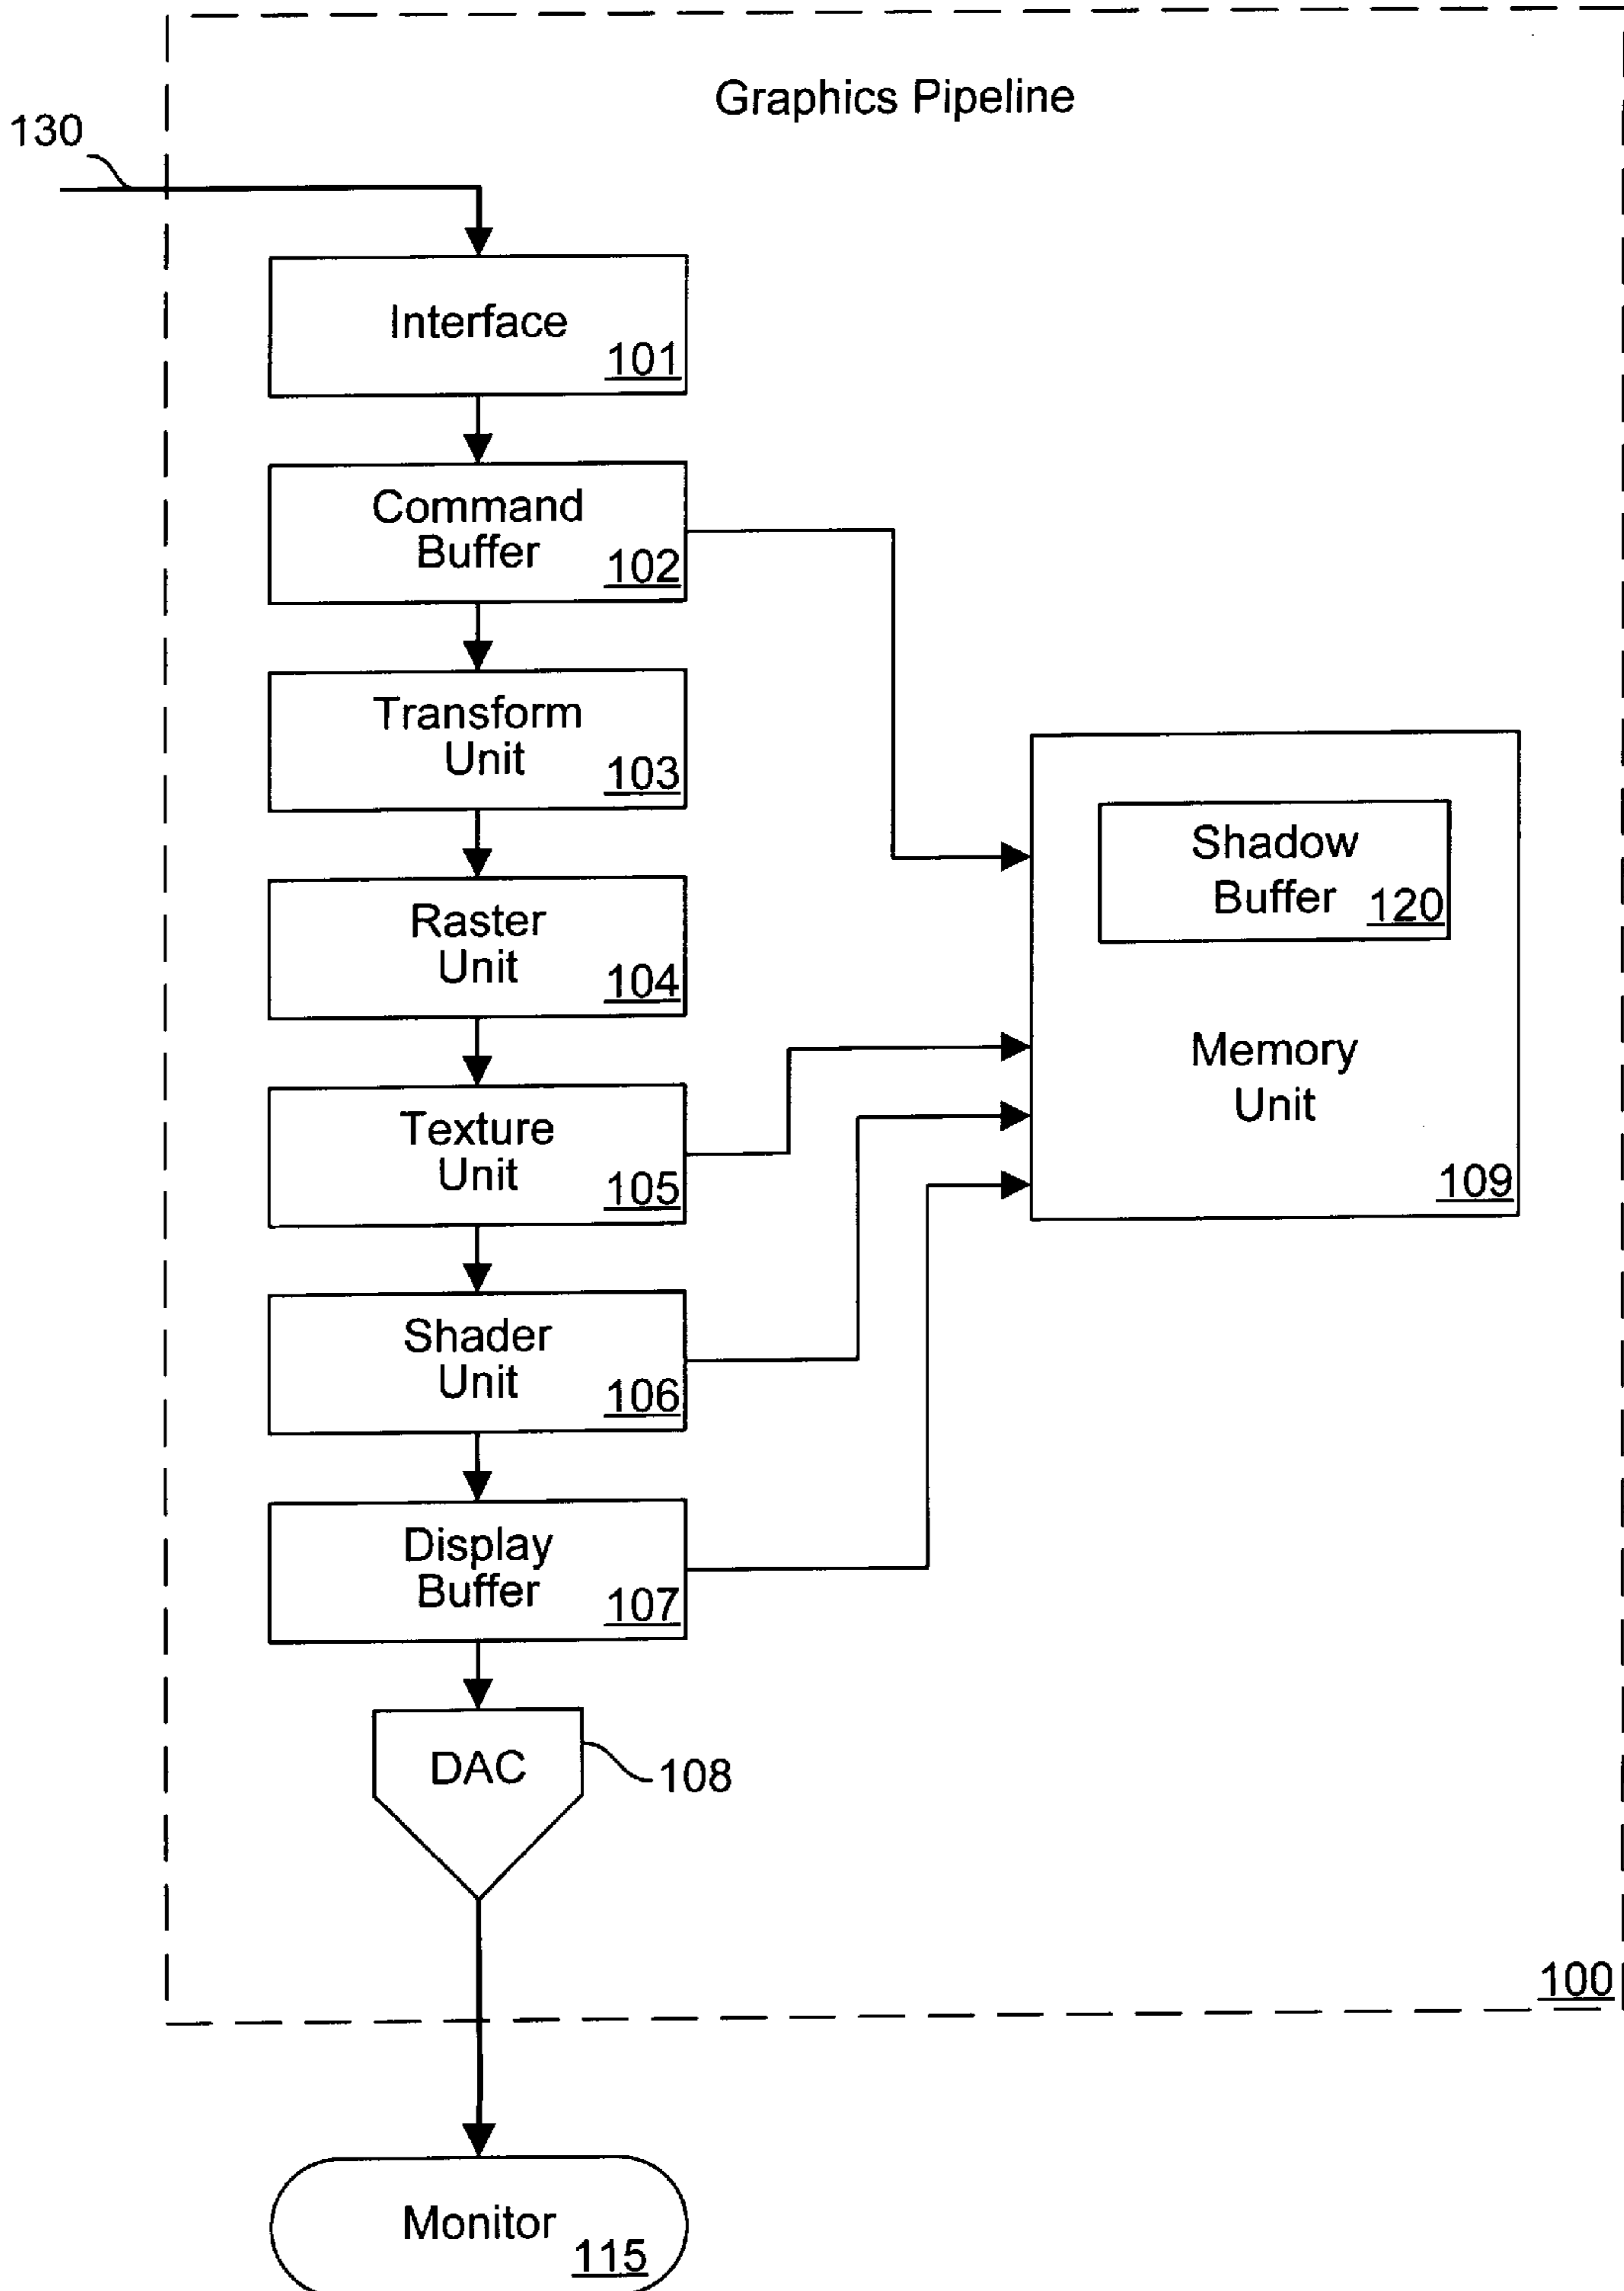 Graphics Pipeline
130
Interface
101
Command
Buffer
102
Transform
Unit
103
Raster
Unit
104
Texture
Unit
105
Shader
Unit
106
Display
Buffer
107
DAC
108
Shadow
Buffer
120
Memory
Unit
109
100
Monitor
115